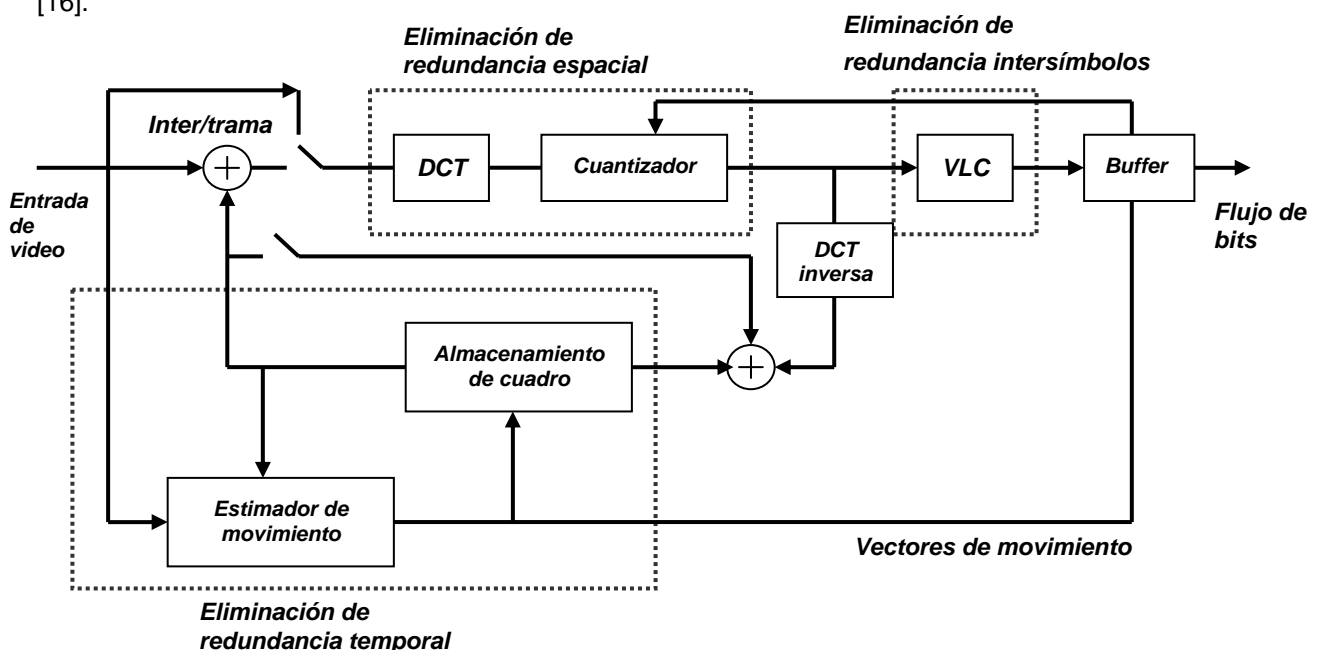 [16].
Eliminación de
redundancia espacial
Eliminación de
redundancia intersímbolos
Inter/trama
DCT
Cuantizador
VLC
Buffer
Entrada
de
video
Flujo de
bits
DCT
inversa
Almacenamiento
de cuadro
Estimador de
movimiento
Vectores de movimiento
Eliminación de
redundancia temporal